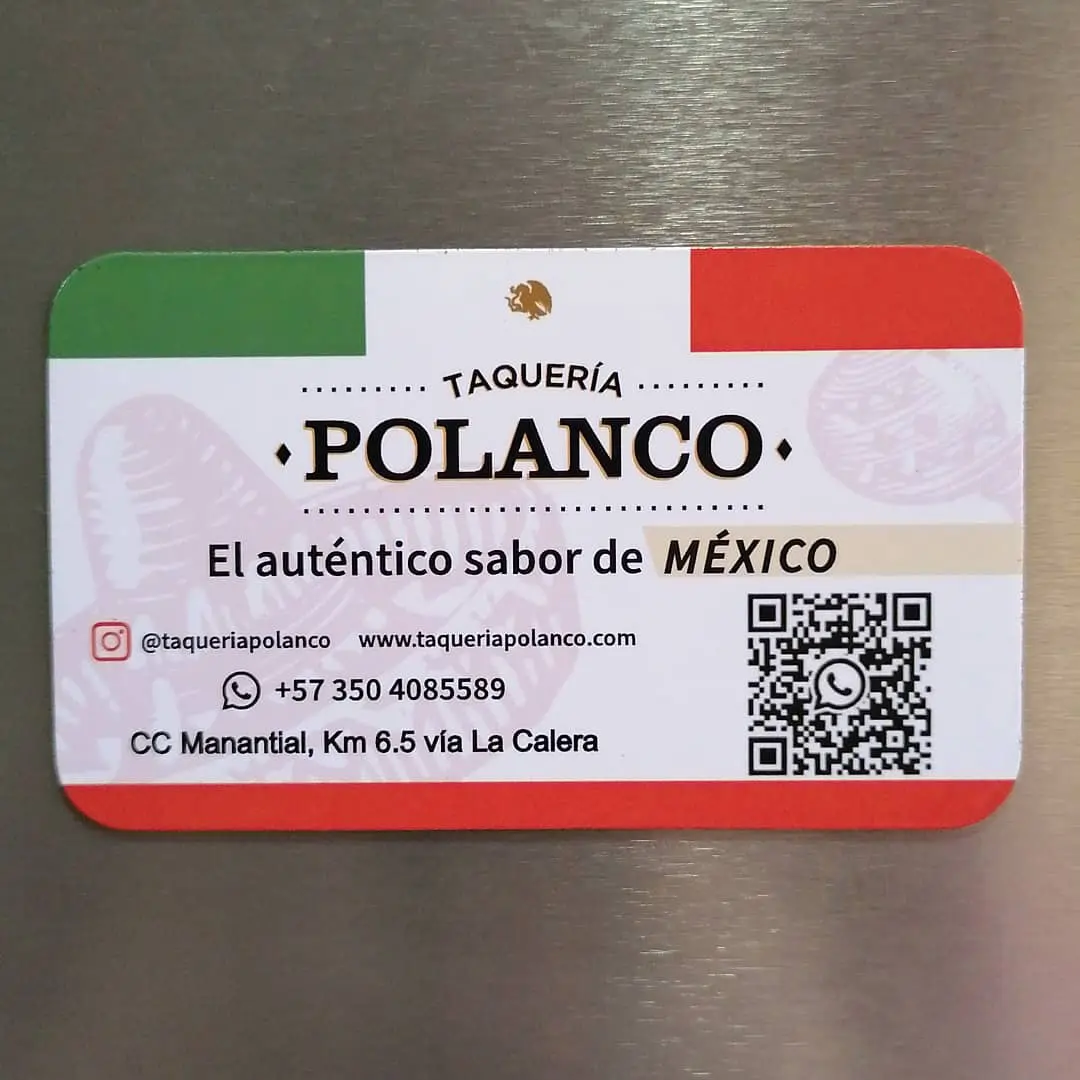 TAQUERÍA
POLANCO
El auténtico sabor de MÉXICO
@taqueriapolanco www.taqueriapolanco.com
+57 350 4085589
CC Manantial, Km 6.5 vía La Calera